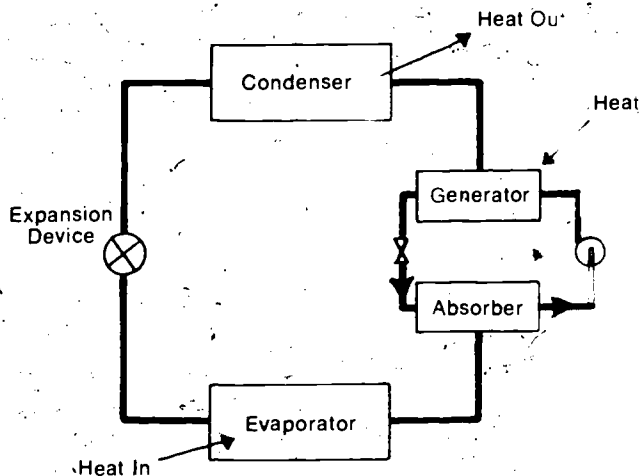 Heat Ou
Condenser
Heat
Generator
Expansion
Device
Absorber
Evaporator
Heat In